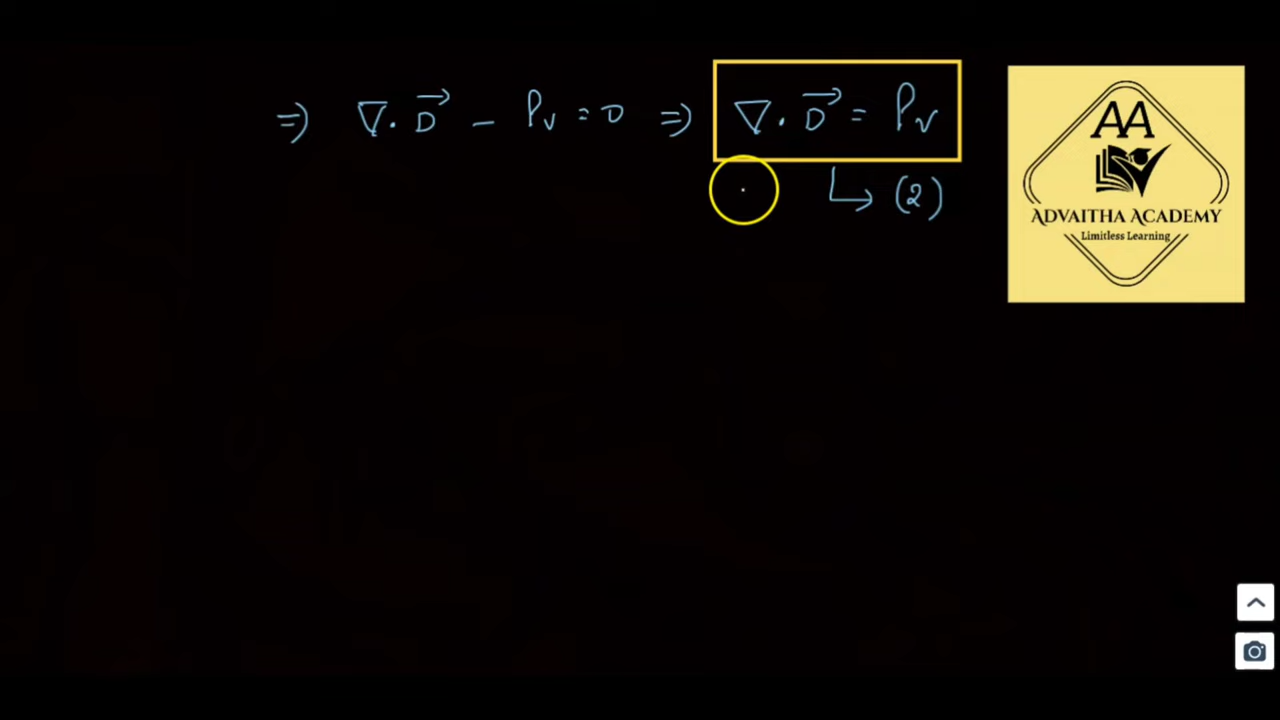 ⇒ ∇. D⃗ − ρv = 0 ⇒ ∇. D⃗ = ρv
↳ (2)
AA
ADVAITHA ACADEMY
Limitless Learning